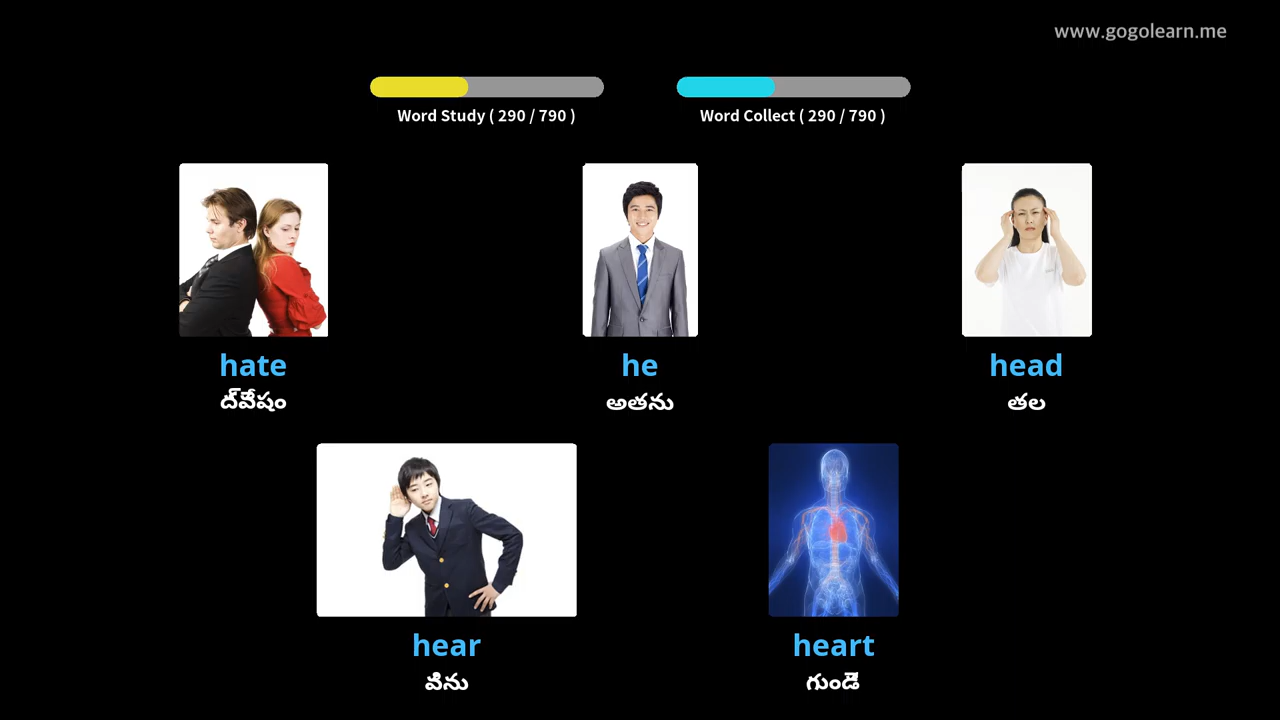 www.gogolearn.me
Word Study ( 290 / 790 )
Word Collect ( 290 / 790 )
hate
ద్వేషం
he
అతను
head
తల
hear
విను
heart
గుండె